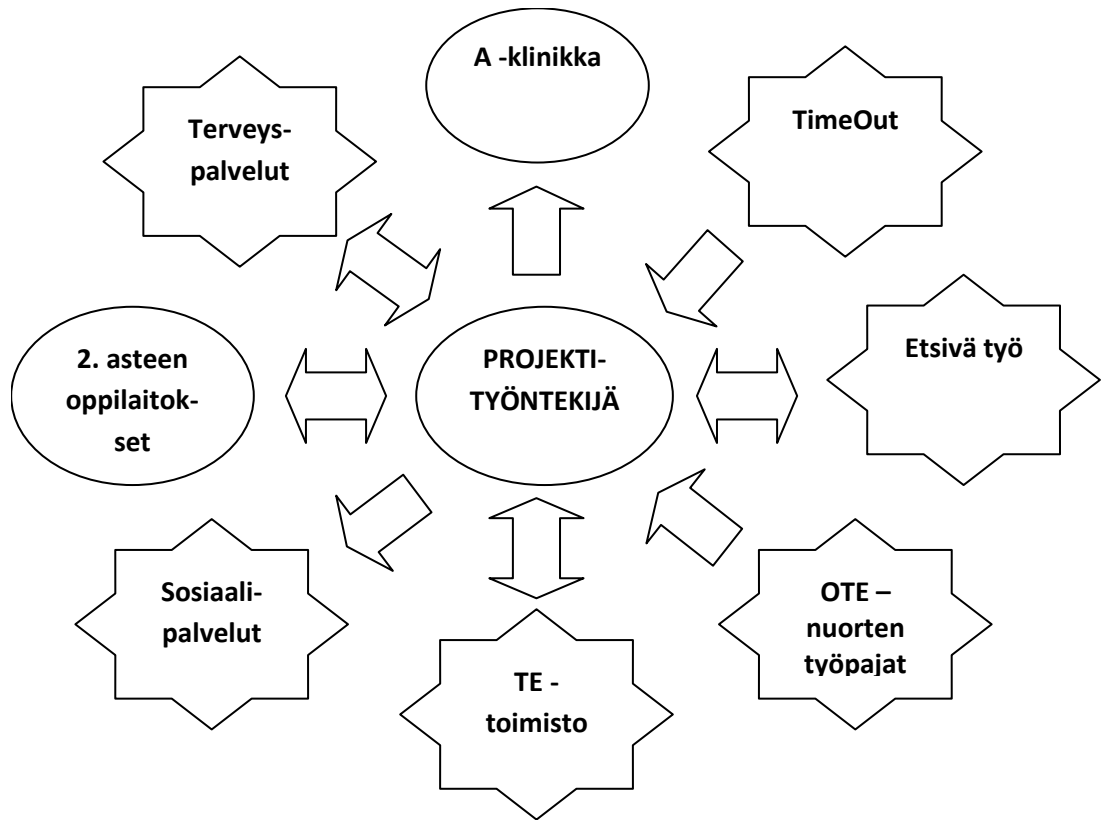 A -klinikka
Terveys-
palvelut
TimeOut
2. asteen
oppilaitok-
set
PROJEKTI-
TYÖNTEKIJÄ
Etsivä työ
Sosiaali-
palvelut
TE -
toimisto
OTE –
nuorten
työpajat